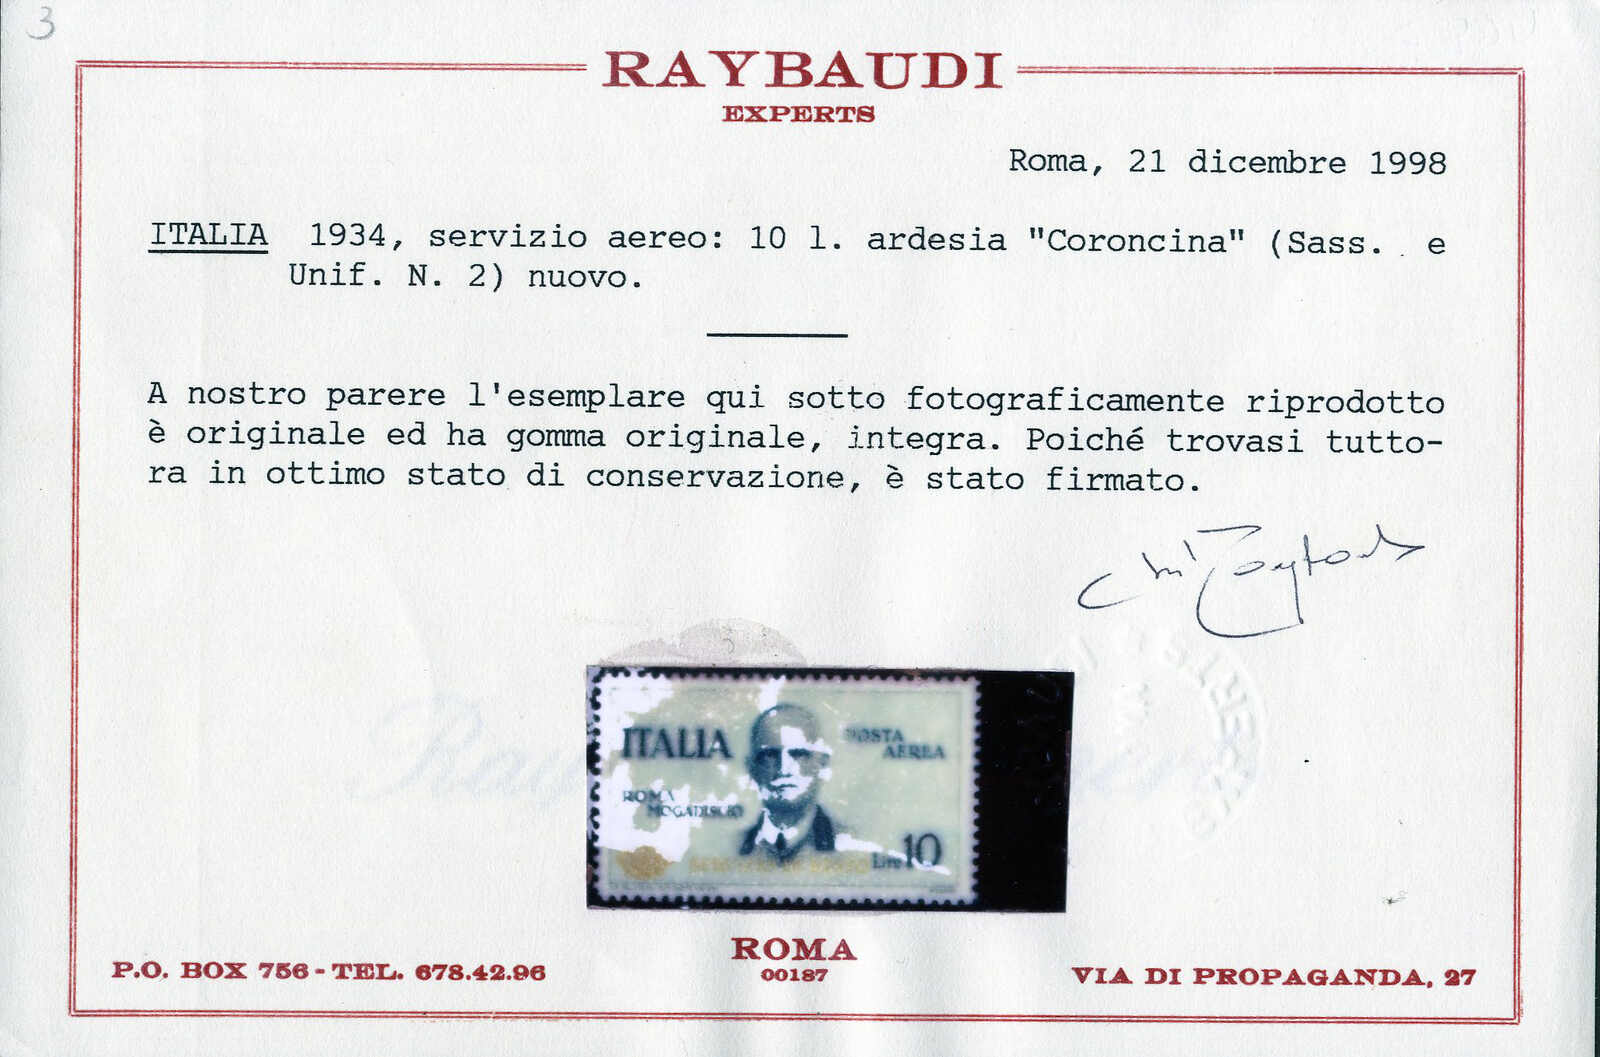 3
RAYBAUDI
EXPERTS
Roma, 21 dicembre 1998
ITALIA 1934, servizio aereo: 10 l. ardesia "Coroncina" (Sass. e
Unif. N. 2) nuovo.
A nostro parere l'esemplare qui sotto fotograficamente riprodotto
è originale ed ha gomma originale, integra. Poiché trovasi tutto-
ra in ottimo stato di conservazione, è stato firmato.
ITALIA
POSTA
AEREA
ROMA
MOGADISCIO
Lire 10
ROMA
00187
P.O. BOX 756 - TEL. 678.42.96
VIA DI PROPAGANDA, 27